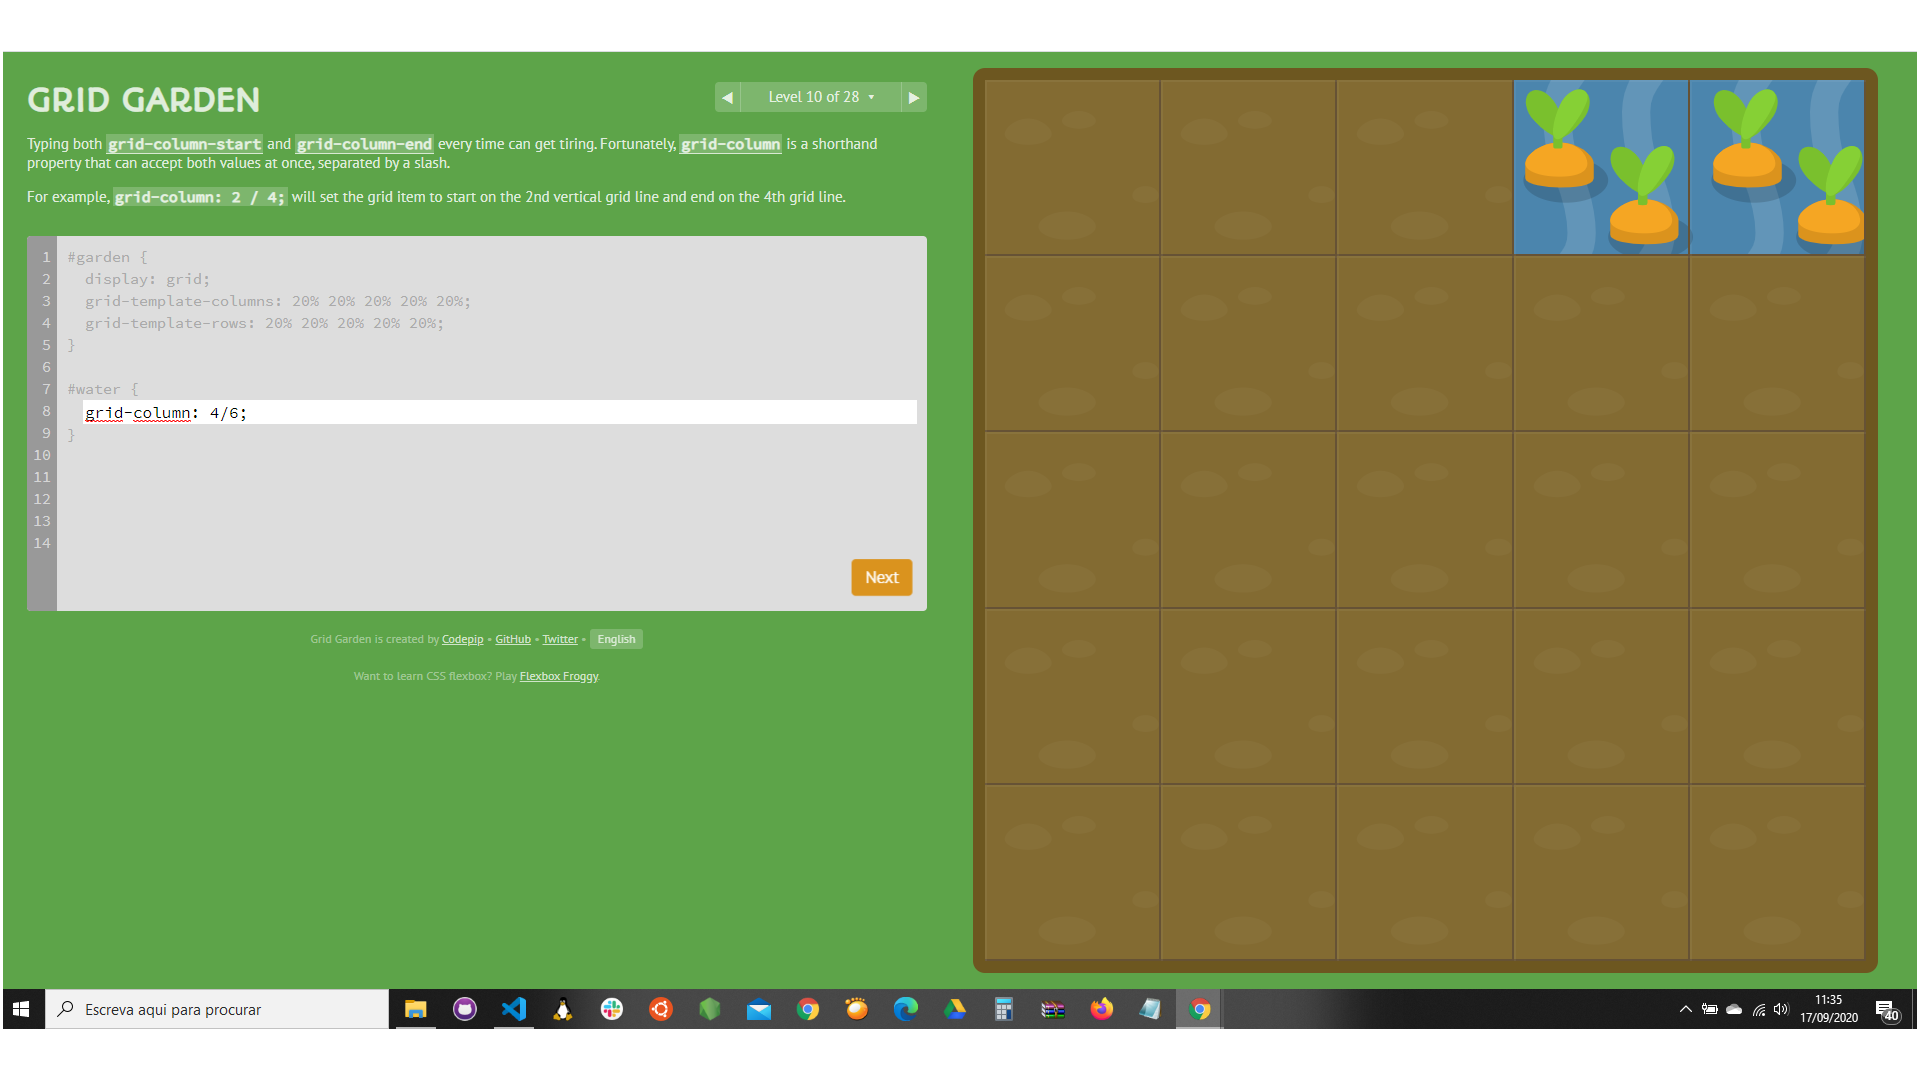 GRID GARDEN
◀ Level 10 of 28 ▾ ▶
Typing both grid-column-start and grid-column-end every time can get tiring. Fortunately, grid-column is a shorthand
property that can accept both values at once, separated by a slash.
For example, grid-column: 2 / 4; will set the grid item to start on the 2nd vertical grid line and end on the 4th grid line.
1 #garden {
2 display: grid;
3 grid-template-columns: 20% 20% 20% 20% 20%;
4 grid-template-rows: 20% 20% 20% 20% 20%;
5 }
6
7 #water {
8 grid-column: 4/6;
9 }
10
11
12
13
14
Next
Grid Garden is created by Codepip • GitHub • Twitter • English
Want to learn CSS flexbox? Play Flexbox Froggy.
Escreva aqui para procurar
11:35
17/09/2020
40